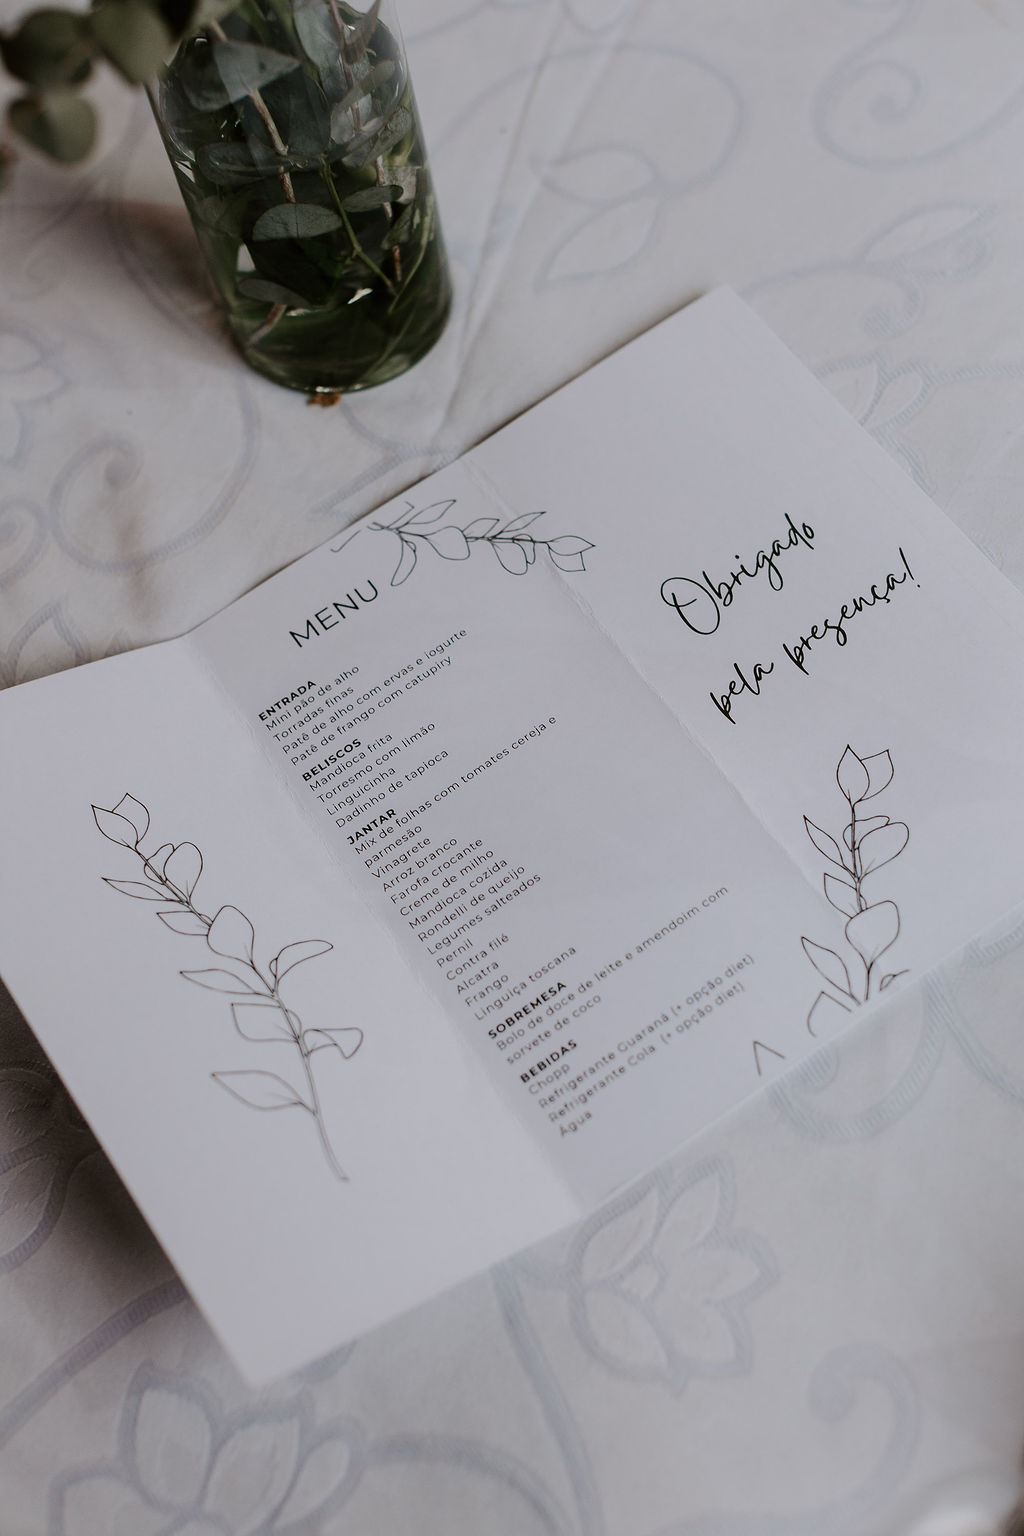 MENU
ENTRADA
Mini pão de alho
Torradas finas
Patê de alho com ervas e iogurte
Patê de frango com catupiry
BELISCOS
Mandioca frita
Torresmo com limão
Linguicinha
Dadinho de tapioca
JANTAR
Mix de folhas com tomates cereja e
parmesão
Vinagrete
Arroz branco
Farofa crocante
Creme de milho
Mandioca cozida
Rondelli de queijo
Legumes salteados
Pernil
Contra filé
Alcatra
Frango
Linguiça toscana
SOBREMESA
Bolo de doce de leite e amendoim com
sorvete de coco
BEBIDAS
Chopp
Refrigerante Guaraná (+ opção diet)
Refrigerante Cola (+ opção diet)
Água
Obrigado
pela presença!